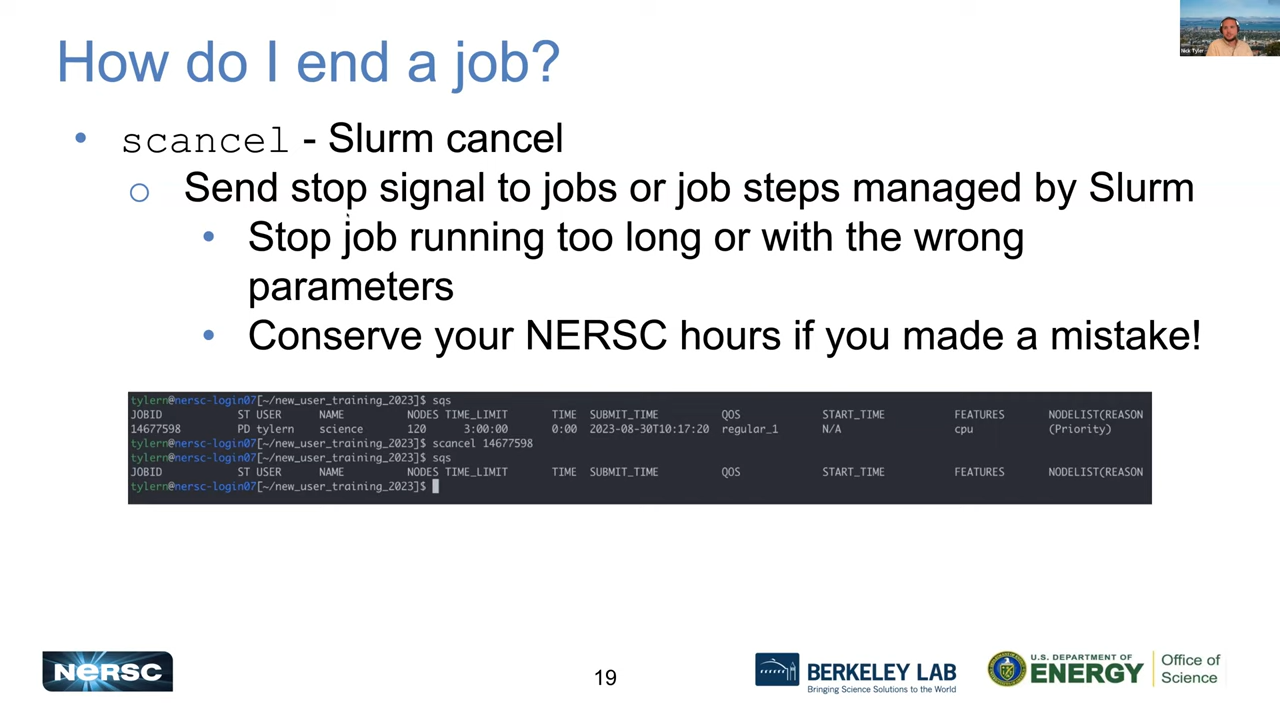 How do I end a job?
Nick Tyler
• scancel - Slurm cancel
o Send stop signal to jobs or job steps managed by Slurm
• Stop job running too long or with the wrong
parameters
• Conserve your NERSC hours if you made a mistake!
tylern@nersc-login07[~/new_user_training_2023]$ sqs
JOBID ST USER NAME NODES TIME_LIMIT TIME SUBMIT_TIME QOS START_TIME FEATURES NODELIST(REASON
14677598 PD tylern science 120 3:00:00 0:00 2023-08-30T10:17:20 regular_1 N/A cpu (Priority)
tylern@nersc-login07[~/new_user_training_2023]$ scancel 14677598
tylern@nersc-login07[~/new_user_training_2023]$ sqs
JOBID ST USER NAME NODES TIME_LIMIT TIME SUBMIT_TIME QOS START_TIME FEATURES NODELIST(REASON
tylern@nersc-login07[~/new_user_training_2023]$
NERSC
19
BERKELEY LAB
Bringing Science Solutions to the World
U.S. DEPARTMENT OF
ENERGY
Office of
Science